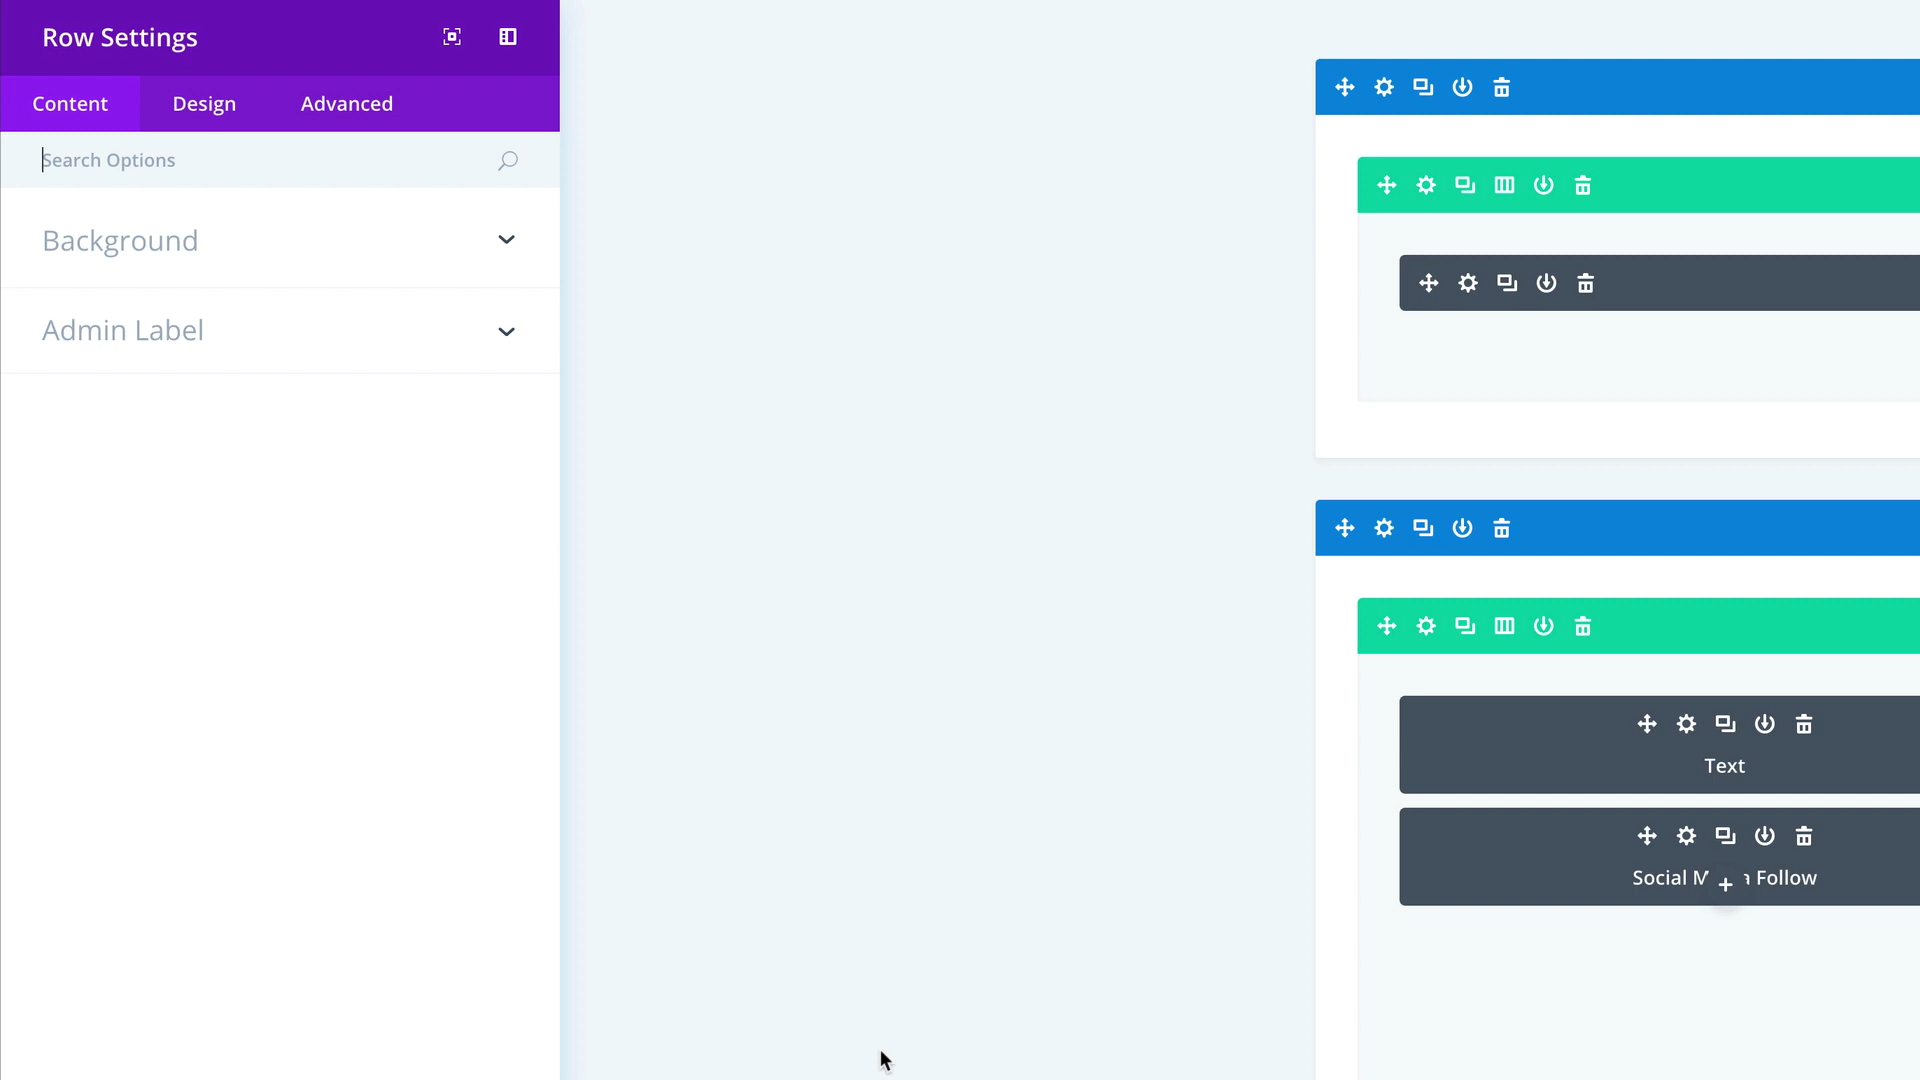 Row Settings
Content Design Advanced
Search Options
Background
Admin Label
Text
Social M a Follow